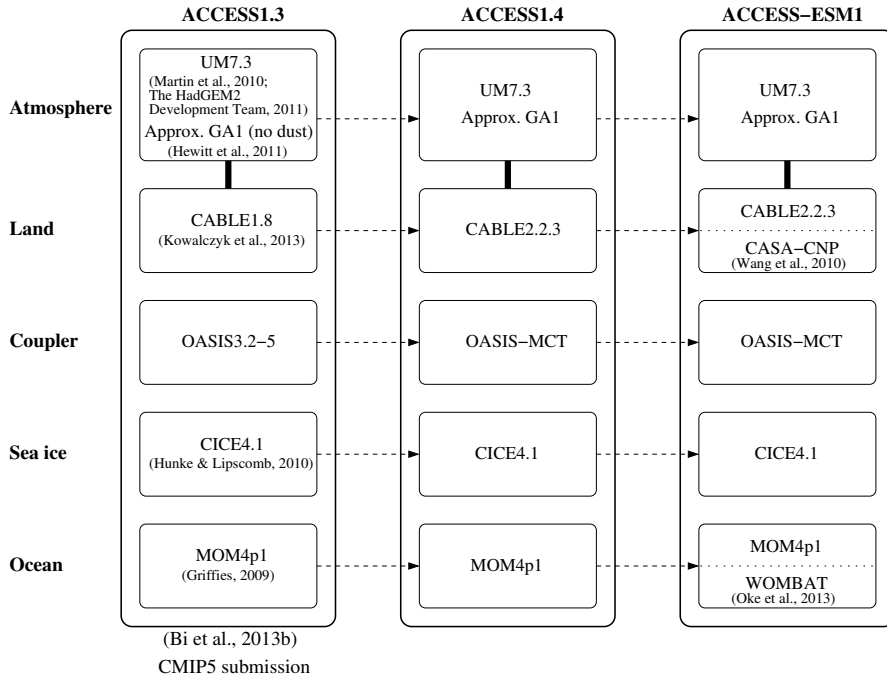 ACCESS1.3
ACCESS1.4
ACCESS−ESM1
Atmosphere
UM7.3
(Martin et al., 2010;
The HadGEM2
Development Team, 2011)
Approx. GA1 (no dust)
(Hewitt et al., 2011)
UM7.3
Approx. GA1
UM7.3
Approx. GA1
Land
CABLE1.8
(Kowalczyk et al., 2013)
CABLE2.2.3
CABLE2.2.3
CASA−CNP
(Wang et al., 2010)
Coupler
OASIS3.2−5
OASIS−MCT
OASIS−MCT
Sea ice
CICE4.1
(Hunke & Lipscomb, 2010)
CICE4.1
CICE4.1
Ocean
MOM4p1
(Griffies, 2009)
MOM4p1
MOM4p1
WOMBAT
(Oke et al., 2013)
(Bi et al., 2013b)
CMIP5 submission